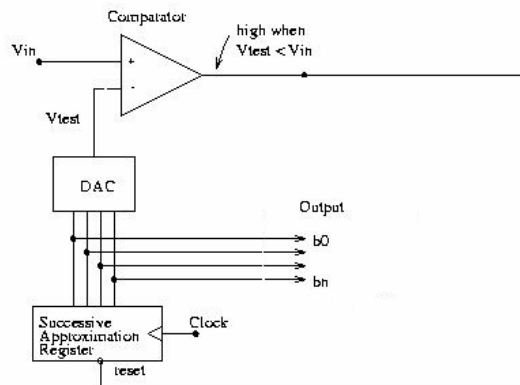 Comparator
high when
Vtest < Vin
Vin
+
-
Vtest
DAC
Output
b0
bn
Successive
Approximation
Register
Clock
reset